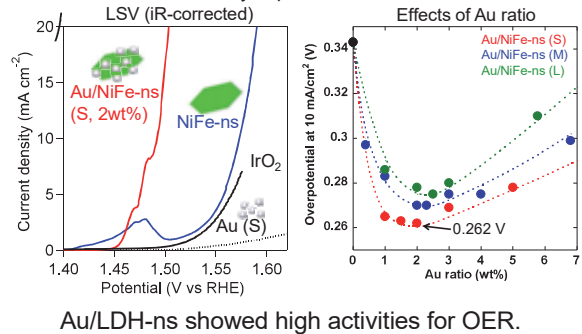 LSV (iR-corrected)
Current density (mA cm-2)
20
15
10
5
0
Au/NiFe-ns
(S, 2wt%)
NiFe-ns
IrO2
Au (S)
1.40 1.45 1.50 1.55 1.60
Potential (V vs RHE)
Effects of Au ratio
Overpotential at 10 mA/cm² (V)
0.34
0.32
0.3
0.28
0.26
Au/NiFe-ns (S)
Au/NiFe-ns (M)
Au/NiFe-ns (L)
0.262 V
0 1 2 3 4 5 6 7
Au ratio (wt%)
Au/LDH-ns showed high activities for OER.